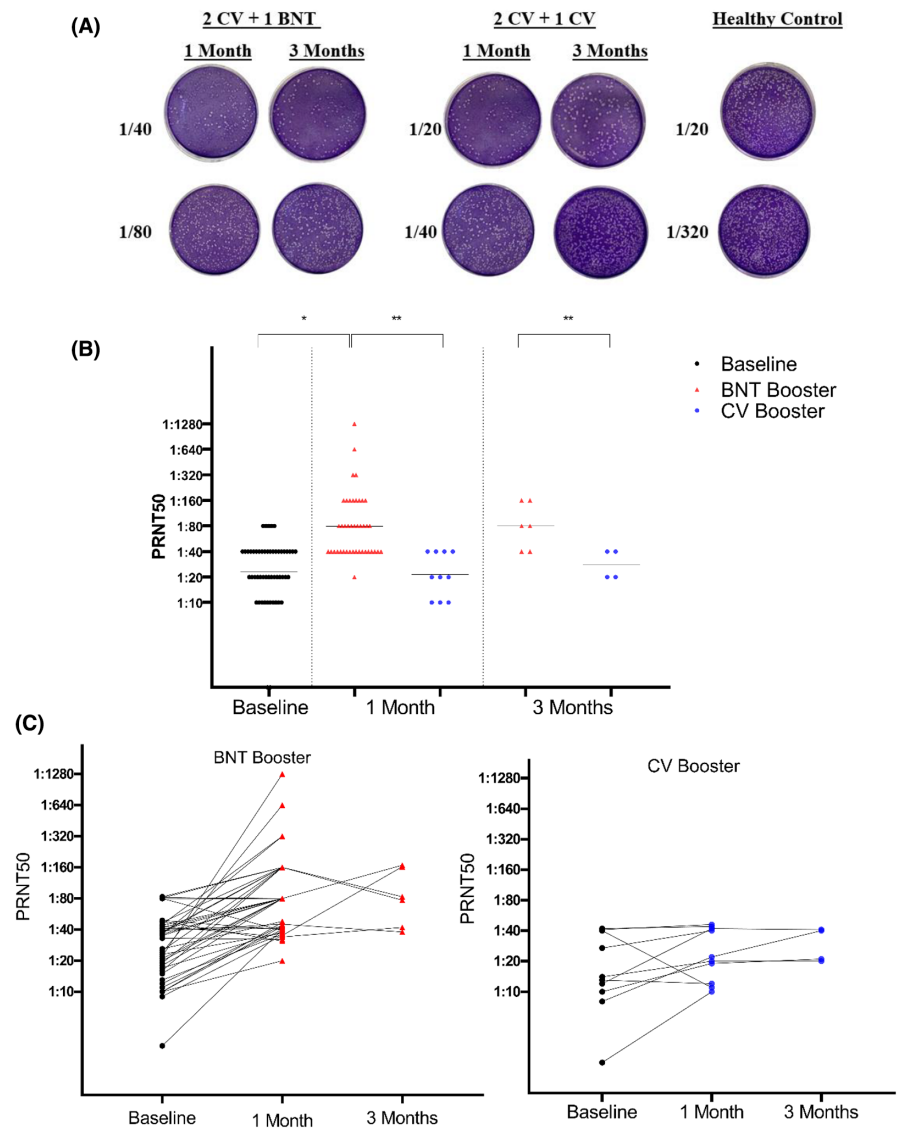 (A)
2 CV + 1 BNT
2 CV + 1 CV
Healthy Control
1 Month
3 Months
1 Month
3 Months
1/40
1/20
1/20
1/80
1/40
1/320
(B)
*
**
**
Baseline
BNT Booster
CV Booster
PRNT50
1:1280
1:640
1:320
1:160
1:80
1:40
1:20
1:10
Baseline
1 Month
3 Months
(C)
BNT Booster
PRNT50
1:1280
1:640
1:320
1:160
1:80
1:40
1:20
1:10
Baseline
1 Month
3 Months
CV Booster
PRNT50
1:1280
1:640
1:320
1:160
1:80
1:40
1:20
1:10
Baseline
1 Month
3 Months